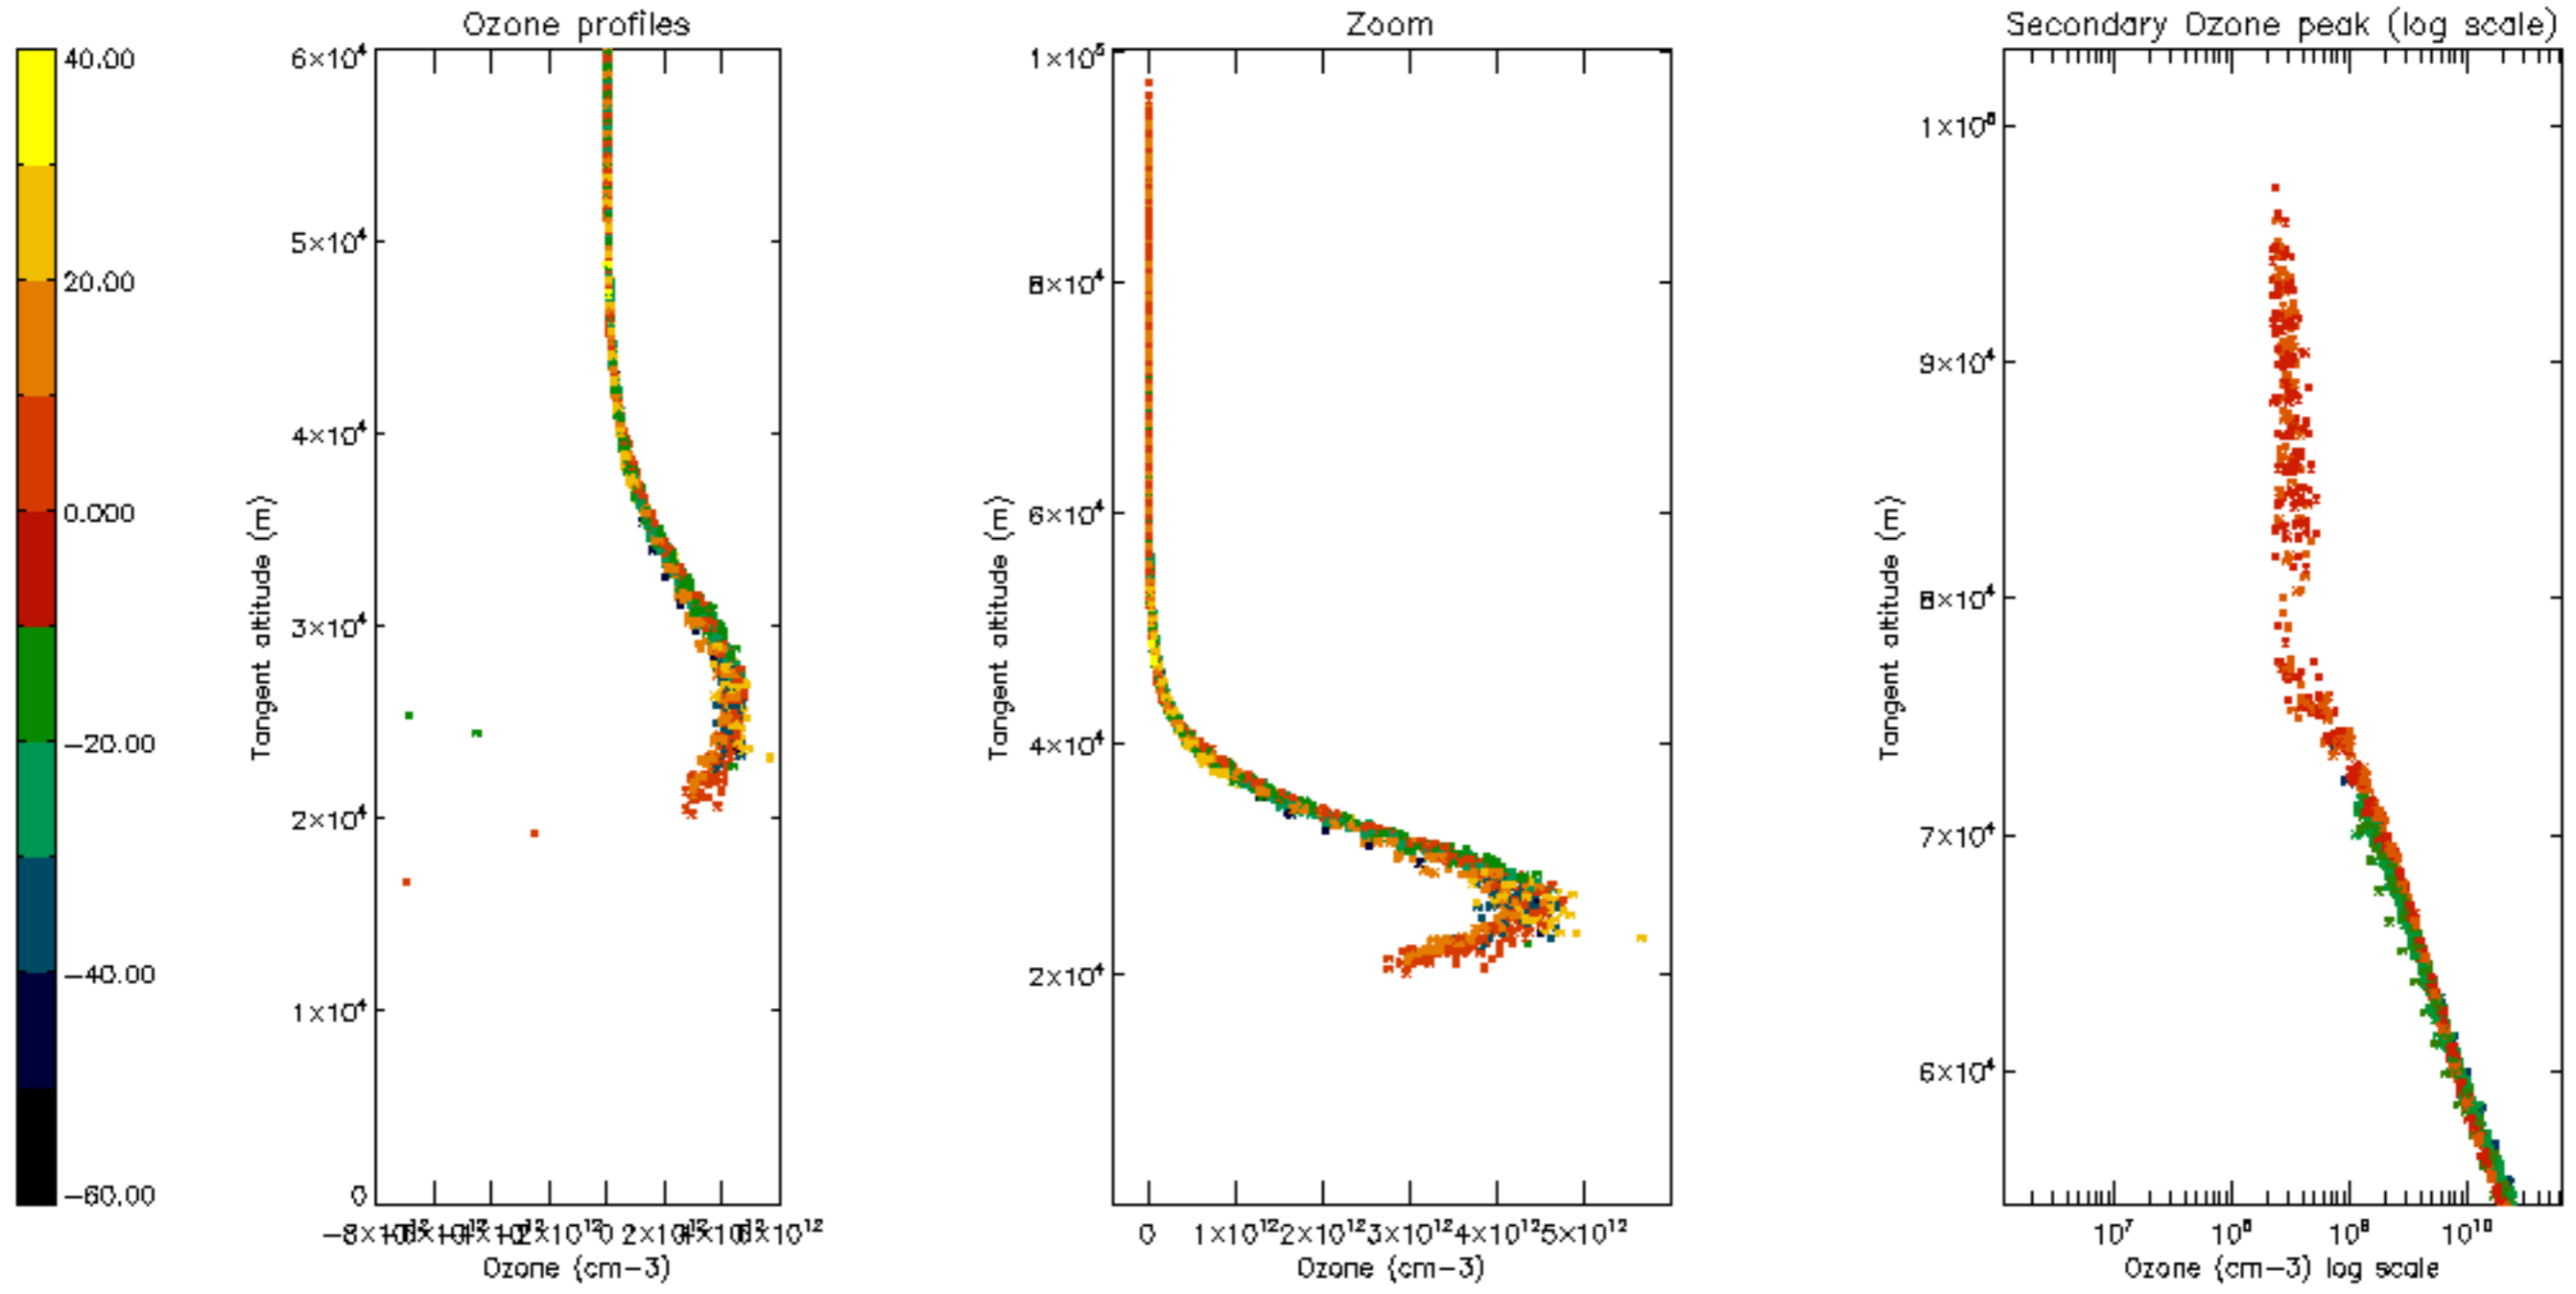 Ozone profiles
Zoom
Secondary Ozone peak (log scale)
40.00
20.00
0.000
−20.00
−40.00
−60.00
6×10⁴
5×10⁴
4×10⁴
3×10⁴
2×10⁴
1×10⁴
0
Tangent altitude (m)
0
Ozone (cm−3)
1×10⁵
8×10⁴
6×10⁴
4×10⁴
2×10⁴
Tangent altitude (m)
0 1×10¹² 2×10¹² 3×10¹² 4×10¹² 5×10¹²
Ozone (cm−3)
1×10⁵
9×10⁴
8×10⁴
7×10⁴
6×10⁴
Tangent altitude (m)
10⁷ 10⁸ 10⁹ 10¹⁰
Ozone (cm−3) log scale